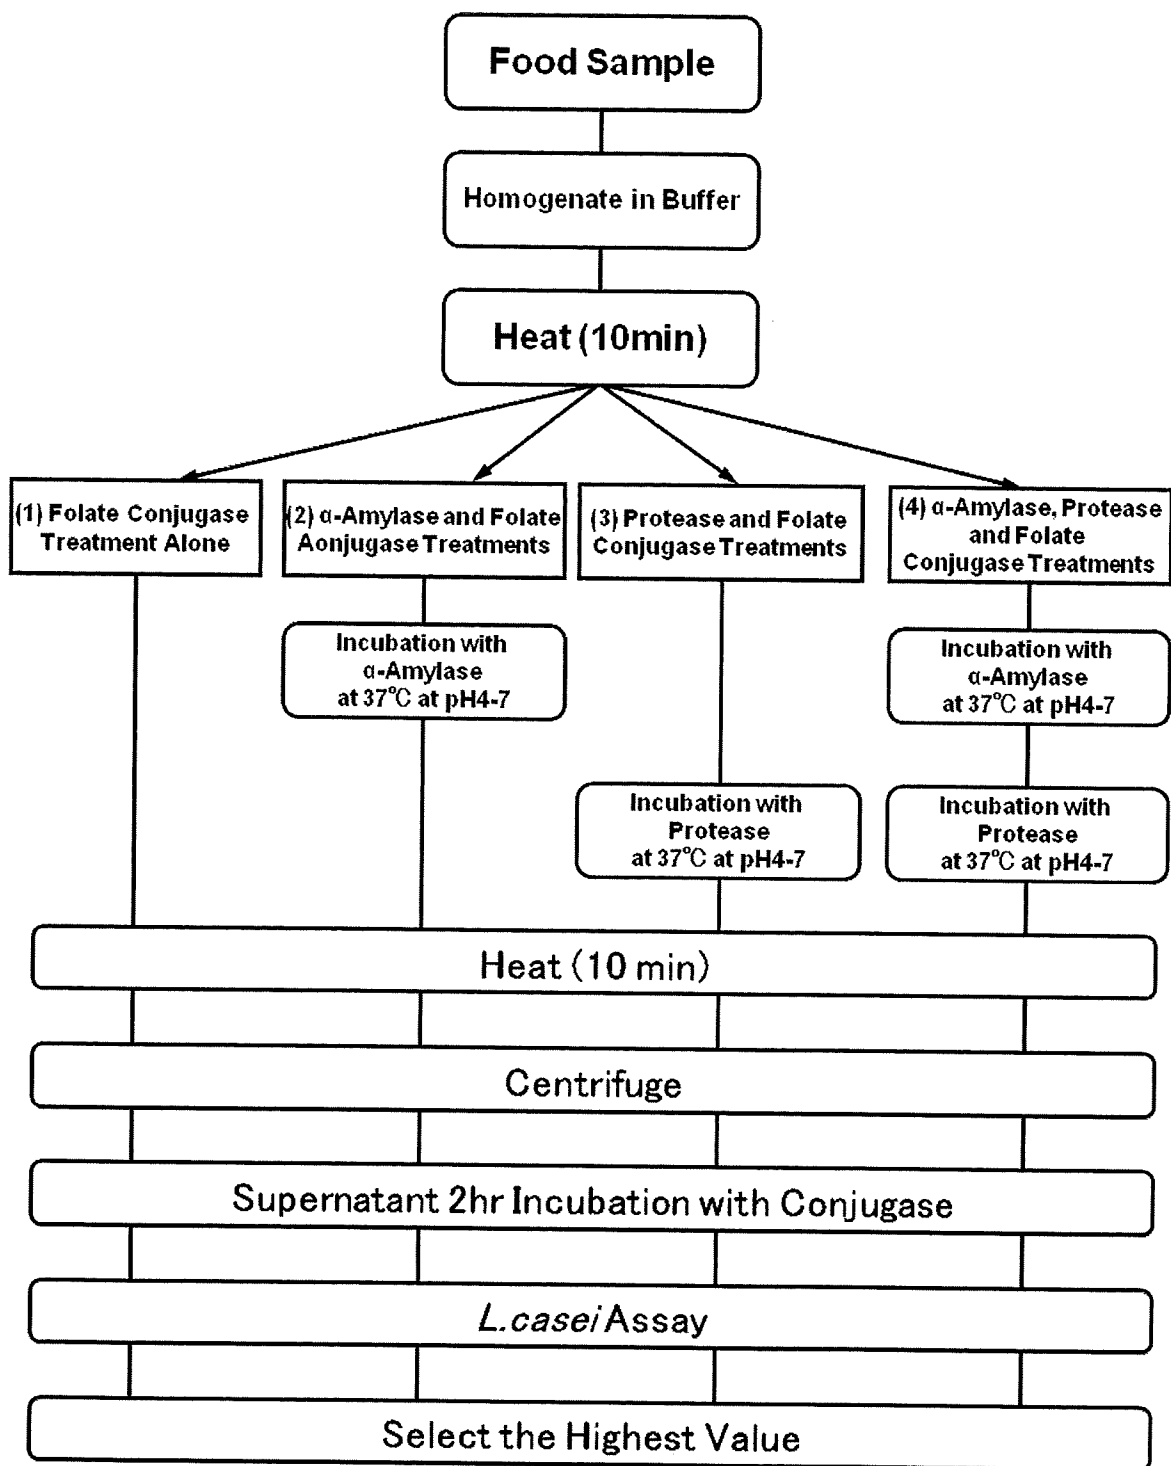 Food Sample
Homogenate in Buffer
Heat (10min)
(1) Folate Conjugase
Treatment Alone
(2) α-Amylase and Folate
Aonjugase Treatments
(3) Protease and Folate
Conjugase Treatments
(4) α-Amylase, Protease
and Folate
Conjugase Treatments
Incubation with
α-Amylase
at 37℃ at pH4-7
Incubation with
α-Amylase
at 37℃ at pH4-7
Incubation with
Protease
at 37℃ at pH4-7
Incubation with
Protease
at 37℃ at pH4-7
Heat (10 min)
Centrifuge
Supernatant 2hr Incubation with Conjugase
L.casei Assay
Select the Highest Value